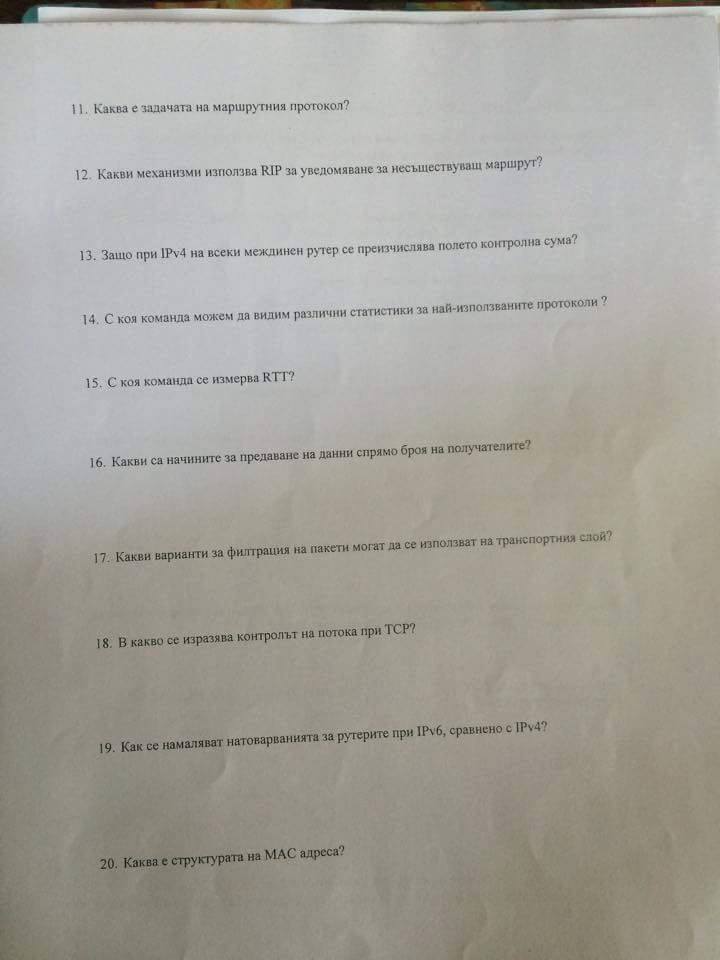 11. Каква е задачата на маршрутния протокол?
12. Какви механизми използва RIP за уведомяване за несъществуващ маршрут?
13. Защо при IPv4 на всеки междинен рутер се преизчислява полето контролна сума?
14. С коя команда можем да видим различни статистики за най-използваните протоколи ?
15. С коя команда се измерва RTT?
16. Какви са начините за предаване на данни спрямо броя на получателите?
17. Какви варианти за филтрация на пакети могат да се използват на транспортния слой?
18. В какво се изразява контролът на потока при TCP?
19. Как се намаляват натоварванията за рутерите при IPv6, сравнено с IPv4?
20. Каква е структурата на MAC адреса?